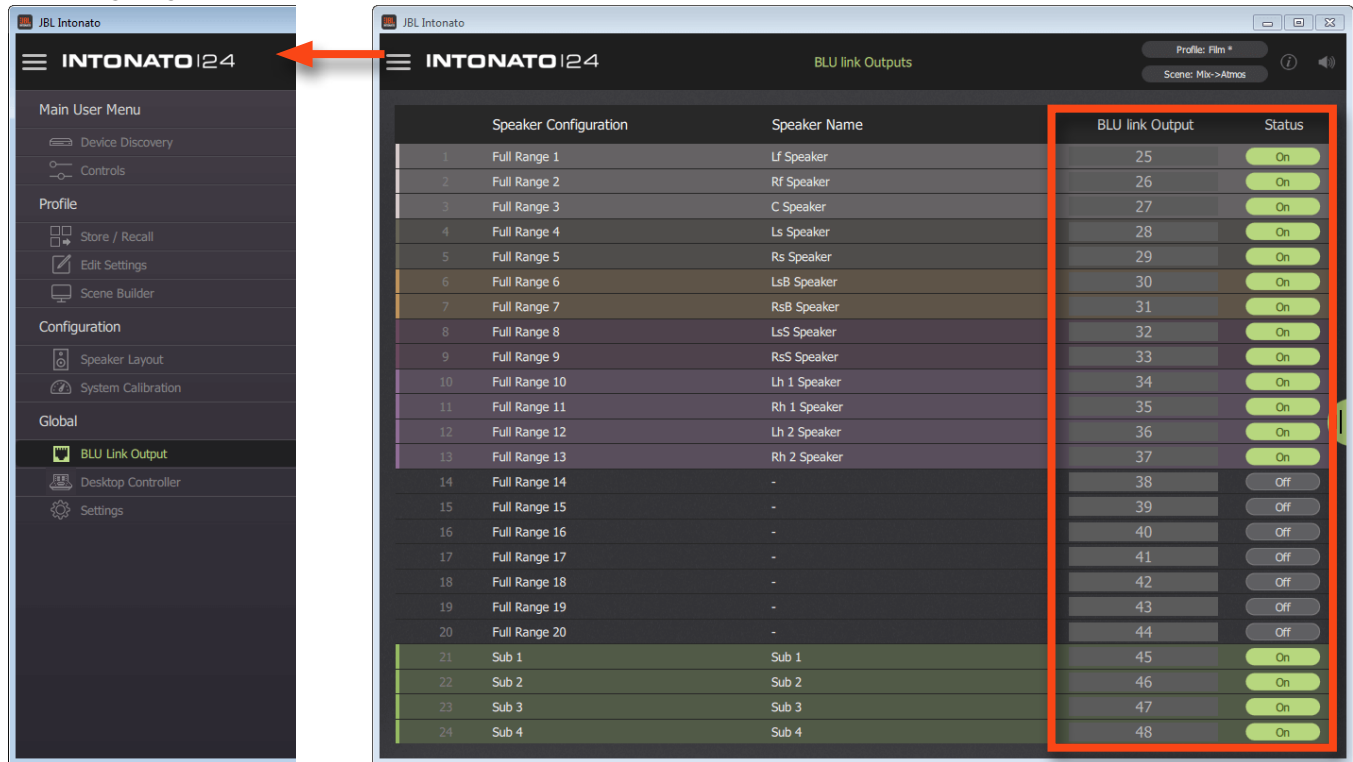 JBL Intonato
INTONATO|24
Main User Menu
Device Discovery
Controls
Profile
Store / Recall
Edit Settings
Scene Builder
Configuration
Speaker Layout
System Calibration
Global
BLU Link Output
Desktop Controller
Settings
JBL Intonato
INTONATO|24 BLU link Outputs Profile: Film *
Scene: Mix->Atmos
Speaker Configuration Speaker Name BLU link Output Status
1 Full Range 1 Lf Speaker 25 On
2 Full Range 2 Rf Speaker 26 On
3 Full Range 3 C Speaker 27 On
4 Full Range 4 Ls Speaker 28 On
5 Full Range 5 Rs Speaker 29 On
6 Full Range 6 LsB Speaker 30 On
7 Full Range 7 RsB Speaker 31 On
8 Full Range 8 LsS Speaker 32 On
9 Full Range 9 RsS Speaker 33 On
10 Full Range 10 Lh 1 Speaker 34 On
11 Full Range 11 Rh 1 Speaker 35 On
12 Full Range 12 Lh 2 Speaker 36 On
13 Full Range 13 Rh 2 Speaker 37 On
14 Full Range 14 - 38 Off
15 Full Range 15 - 39 Off
16 Full Range 16 - 40 Off
17 Full Range 17 - 41 Off
18 Full Range 18 - 42 Off
19 Full Range 19 - 43 Off
20 Full Range 20 - 44 Off
21 Sub 1 Sub 1 45 On
22 Sub 2 Sub 2 46 On
23 Sub 3 Sub 3 47 On
24 Sub 4 Sub 4 48 On